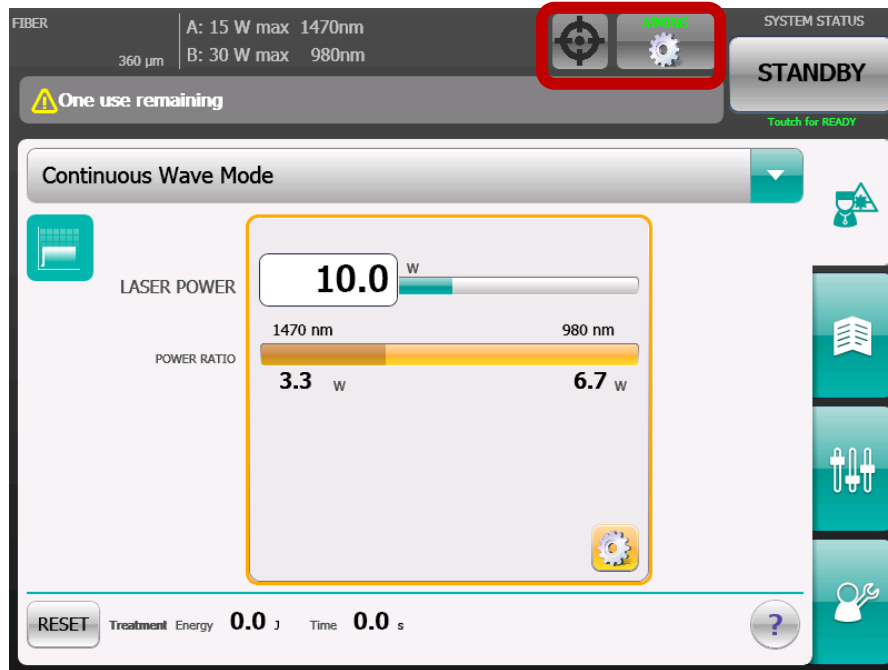 FIBER
360 µm
A: 15 W max 1470nm
B: 30 W max 980nm
AIMING
SYSTEM STATUS
STANDBY
Toutch for READY
One use remaining
Continuous Wave Mode
LASER POWER 10.0 W
1470 nm 980 nm
POWER RATIO
3.3 W 6.7 W
RESET Treatment Energy 0.0 J Time 0.0 s ?